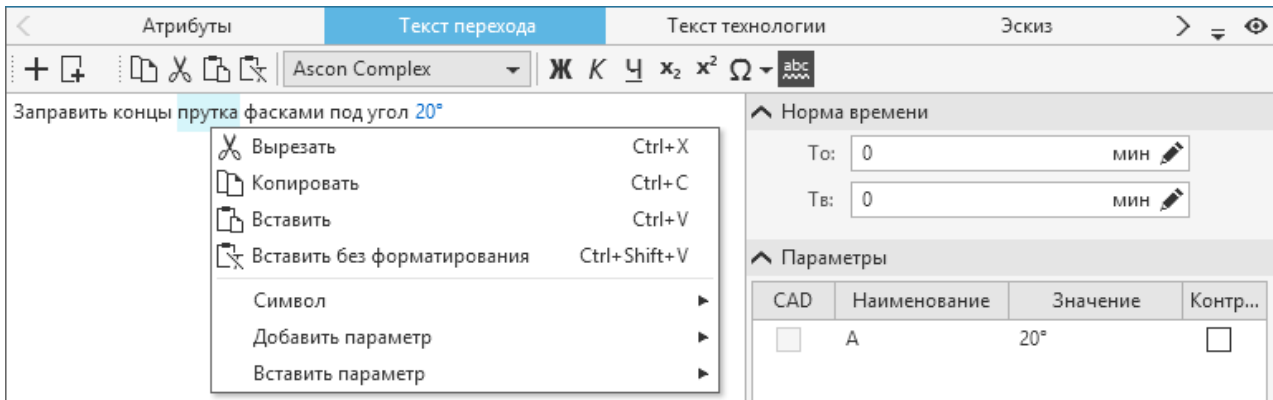 Атрибуты Текст перехода Текст технологии Эскиз
Ascon Complex Ж К Ч x₂ x² Ω abc
Заправить концы прутка фасками под угол 20°
Норма времени
Вырезать Ctrl+X
То: 0 мин
Копировать Ctrl+C
Тв: 0 мин
Вставить Ctrl+V
Вставить без форматирования Ctrl+Shift+V
Параметры
Символ
CAD Наименование Значение Контр...
Добавить параметр
А 20°
Вставить параметр